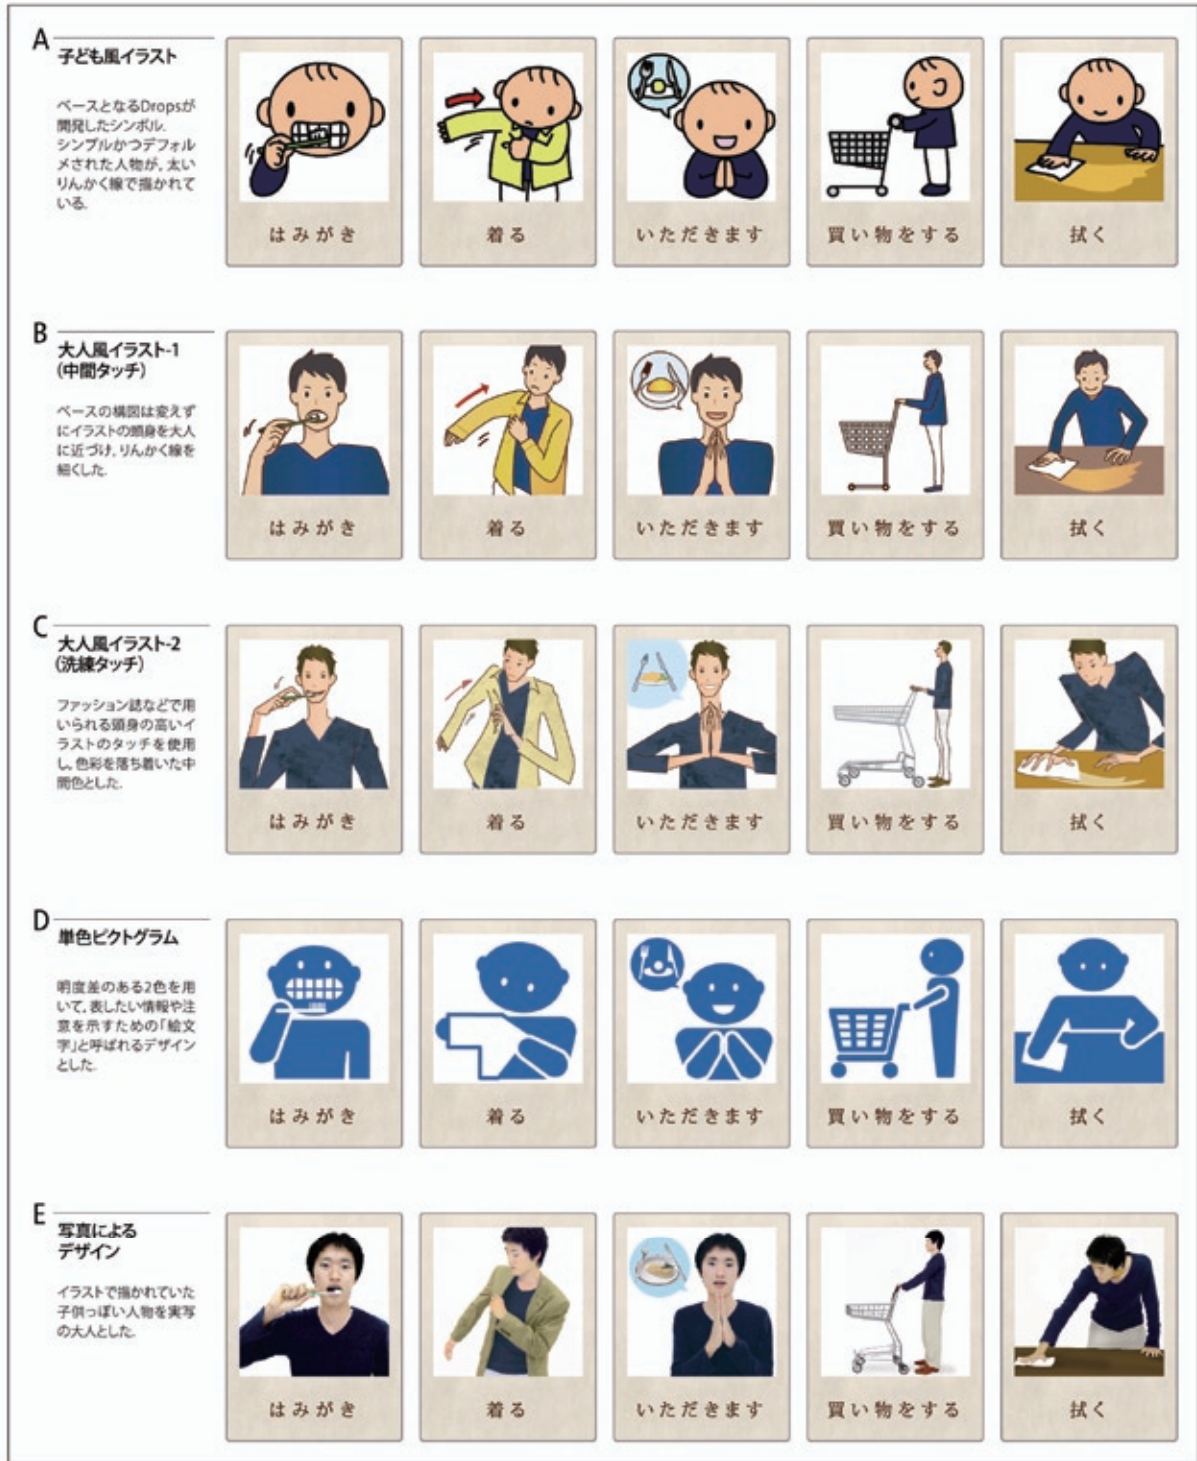 A
子ども風イラスト
ベースとなるDropsが
開発したシンボル.
シンプルかつデフォル
メされた人物が, 太い
りんかく線で描かれて
いる.
はみがき
着る
いただきます
買い物をする
拭く
B
大人風イラスト-1
(中間タッチ)
ベースの構図は変えず
にイラストの頭身を大人
に近づけ, りんかく線を
細くした.
はみがき
着る
いただきます
買い物をする
拭く
C
大人風イラスト-2
(洗練タッチ)
ファッション誌などで用
いられる頭身の高いイ
ラストのタッチを使用
し, 色彩を落ち着いた中
間色とした.
はみがき
着る
いただきます
買い物をする
拭く
D
単色ピクトグラム
明度差のある2色を用
いて, 表したい情報や注
意を示すための「絵文
字」と呼ばれるデザイン
とした.
はみがき
着る
いただきます
買い物をする
拭く
E
写真による
デザイン
イラストで描かれていた
子供っぽい人物を実写
の大人とした.
はみがき
着る
いただきます
買い物をする
拭く